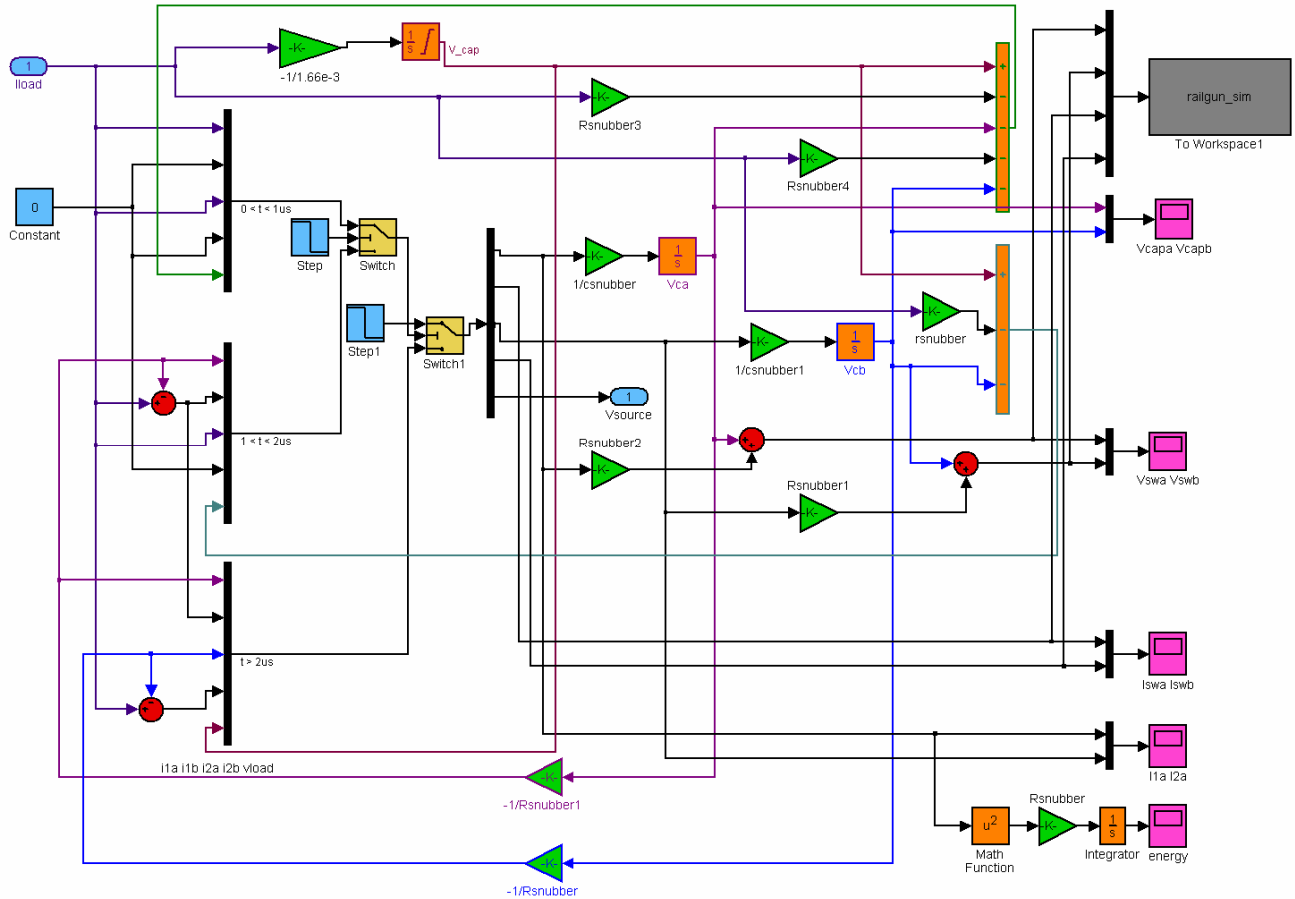 1
Iload
-K-
-1/1.66e-3
1
s
V_cap
-K-
Rsnubber3
-K-
Rsnubber4
+
-
-
-
-
railgun_sim
To Workspace1
0
Constant
0 < t < 1us
Step
Switch
Vcapa Vcapb
-K-
1/csnubber
1
s
Vca
Step1
Switch1
-K-
1/csnubber1
1
s
Vcb
+
-K-
rsnubber
-
-
+
-
1 < t < 2us
1
Vsource
Rsnubber2
-K-
+
+
+
+
Rsnubber1
-K-
Vswa Vswb
t > 2us
+
-
Iswa Iswb
i1a i1b i2a i2b vload
-K-
-1/Rsnubber1
I1a I2a
u2
Math
Function
Rsnubber
-K-
1
s
Integrator
energy
-K-
-1/Rsnubber